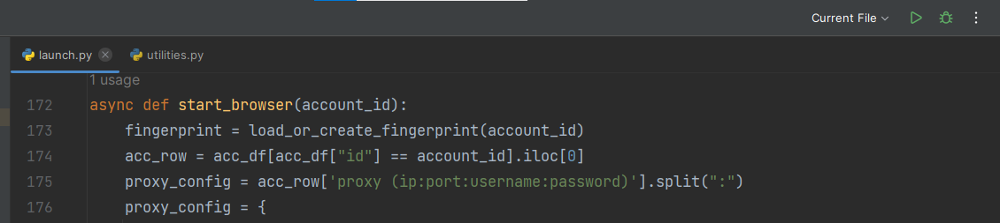 Current File
launch.py utilities.py
1 usage
172 async def start_browser(account_id):
173 fingerprint = load_or_create_fingerprint(account_id)
174 acc_row = acc_df[acc_df["id"] == account_id].iloc[0]
175 proxy_config = acc_row['proxy (ip:port:username:password)'].split(":")
176 proxy_config = {